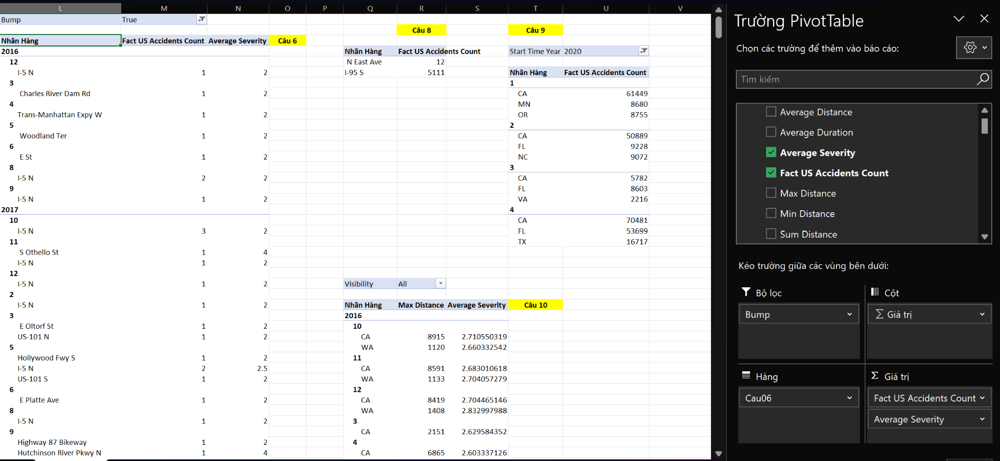 L M N O P Q R S T U V
Bump True
Câu 8 Câu 9
Nhãn Hàng Fact US Accidents Count Average Severity Câu 6
2016 Nhãn Hàng Fact US Accidents Count Start Time Year 2020
12 N East Ave 12
I-5 N 1 2 I-95 S 5111 Nhãn Hàng Fact US Accidents Count
3 1
Charles River Dam Rd 1 2 CA 61449
4 MN 8680
Trans-Manhattan Expy W 1 2 OR 8755
5 2
Woodland Ter 1 2 CA 50889
6 FL 9228
E St 1 2 NC 9072
8 3
I-5 N 2 2 CA 5782
9 FL 8603
I-5 N 1 2 VA 2216
2017 4
10 CA 70481
I-5 N 3 2 FL 53699
11 TX 16717
S Othello St 1 4
I-5 N 1 2
12
I-5 N 1 2 Visibility All
2
I-5 N 1 2 Nhãn Hàng Max Distance Average Severity Câu 10
3 2016
E Oltorf St 1 2 10
US-101 N 1 2 CA 8915 2.710550319
5 WA 1120 2.660332542
Hollywood Fwy S 1 2 11
I-5 N 2 2.5 CA 8591 2.683010618
US-101 S 1 2 WA 1133 2.704057279
6 12
E Platte Ave 1 2 CA 8419 2.704465146
8 WA 1408 2.832997988
I-5 N 1 2 3
9 CA 2151 2.629584352
Highway 87 Bikeway 1 2 4
Hutchinson River Pkwy N 1 4 CA 6865 2.603337126
Trường PivotTable
Chọn các trường để thêm vào báo cáo:
Tìm kiếm
Average Distance
Average Duration
Average Severity
Fact US Accidents Count
Max Distance
Min Distance
Sum Distance
Kéo trường giữa các vùng bên dưới:
Bộ lọc Cột
Bump Σ Giá trị
Hàng Σ Giá trị
Cau06 Fact US Accidents Count
Average Severity